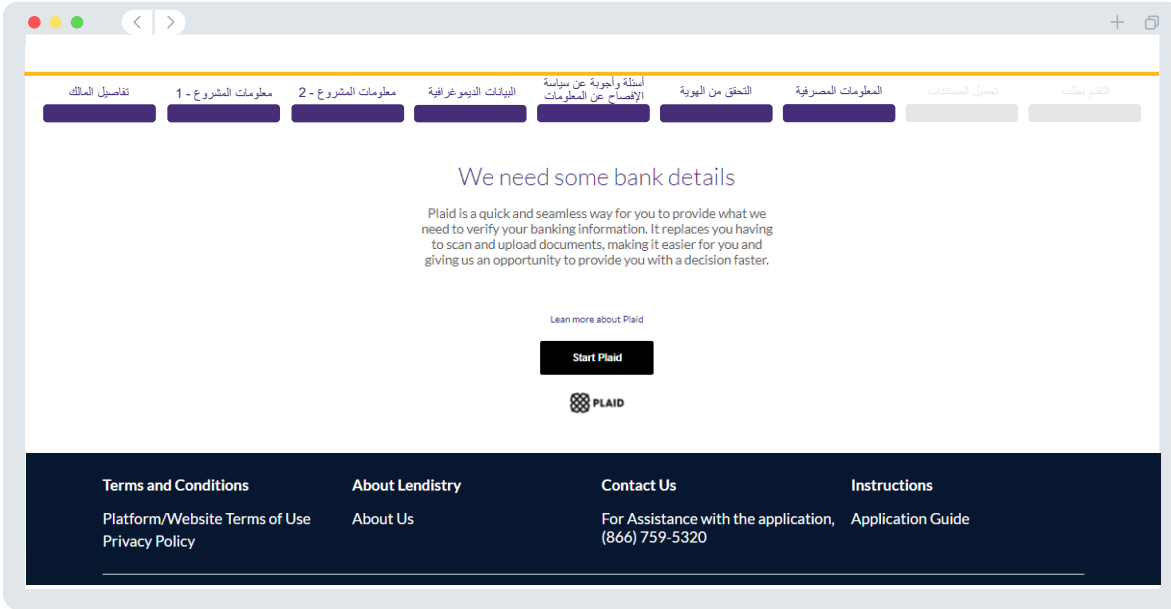 تفاصيل المالك
معلومات المشروع - 1
معلومات المشروع - 2
البيانات الديموغرافية
أسئلة وأجوبة عن سياسة
الإفصاح عن المعلومات
التحقق من الهوية
المعلومات المصرفية
تحميل المستندات
التقدم بطلب
We need some bank details
Plaid is a quick and seamless way for you to provide what we
need to verify your banking information. It replaces you having
to scan and upload documents, making it easier for you and
giving us an opportunity to provide you with a decision faster.
Lean more about Plaid
Start Plaid
PLAID
Terms and Conditions
Platform/Website Terms of Use
Privacy Policy
About Lendistry
About Us
Contact Us
For Assistance with the application,
(866) 759-5320
Instructions
Application Guide